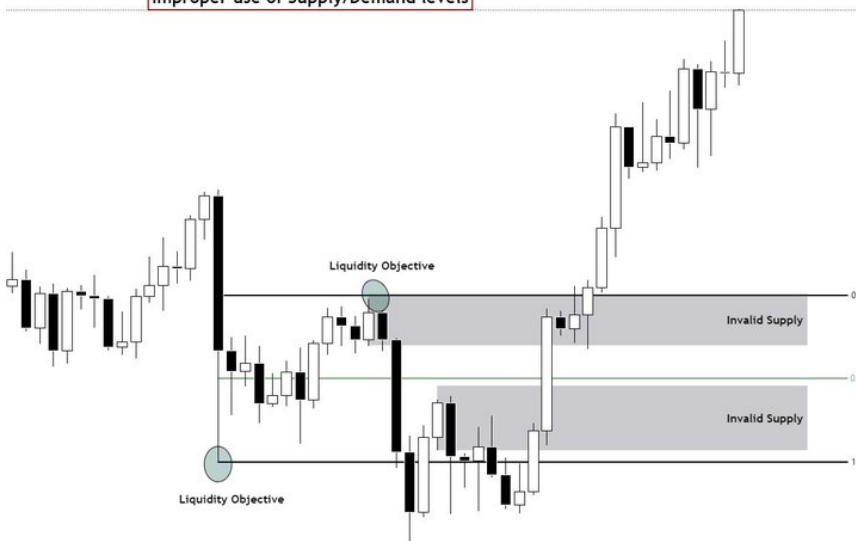 Improper use of Supply/Demand levels
Liquidity Objective
0
Invalid Supply
0.
Invalid Supply
1
Liquidity Objective